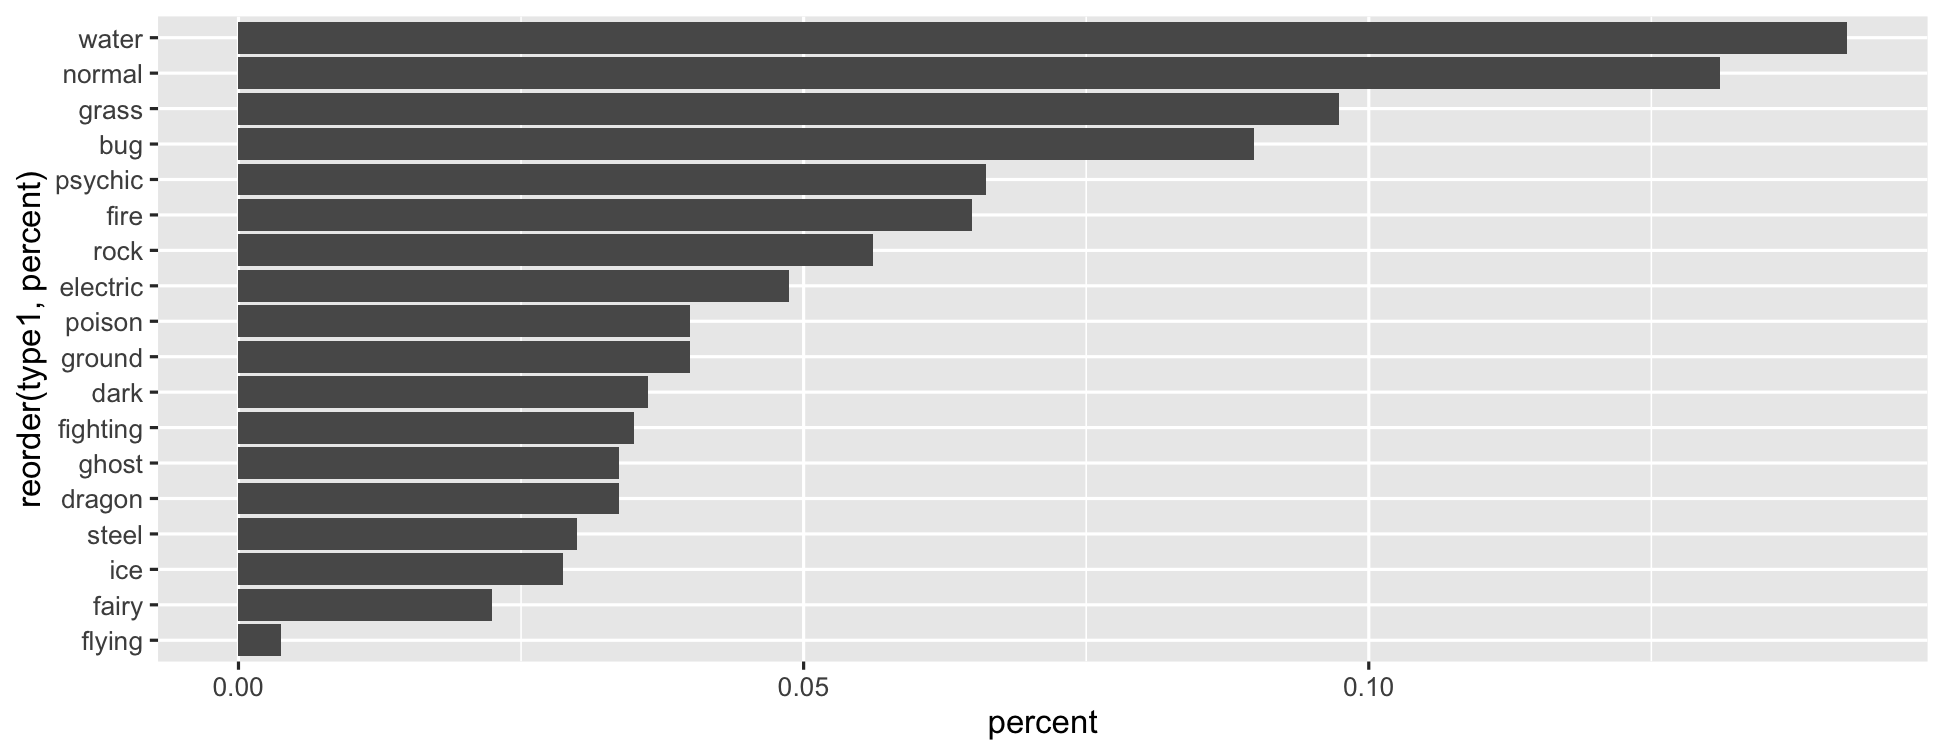 reorder(type1, percent)
water
normal
grass
bug
psychic
fire
rock
electric
poison
ground
dark
fighting
ghost
dragon
steel
ice
fairy
flying
0.00 0.05 0.10
percent